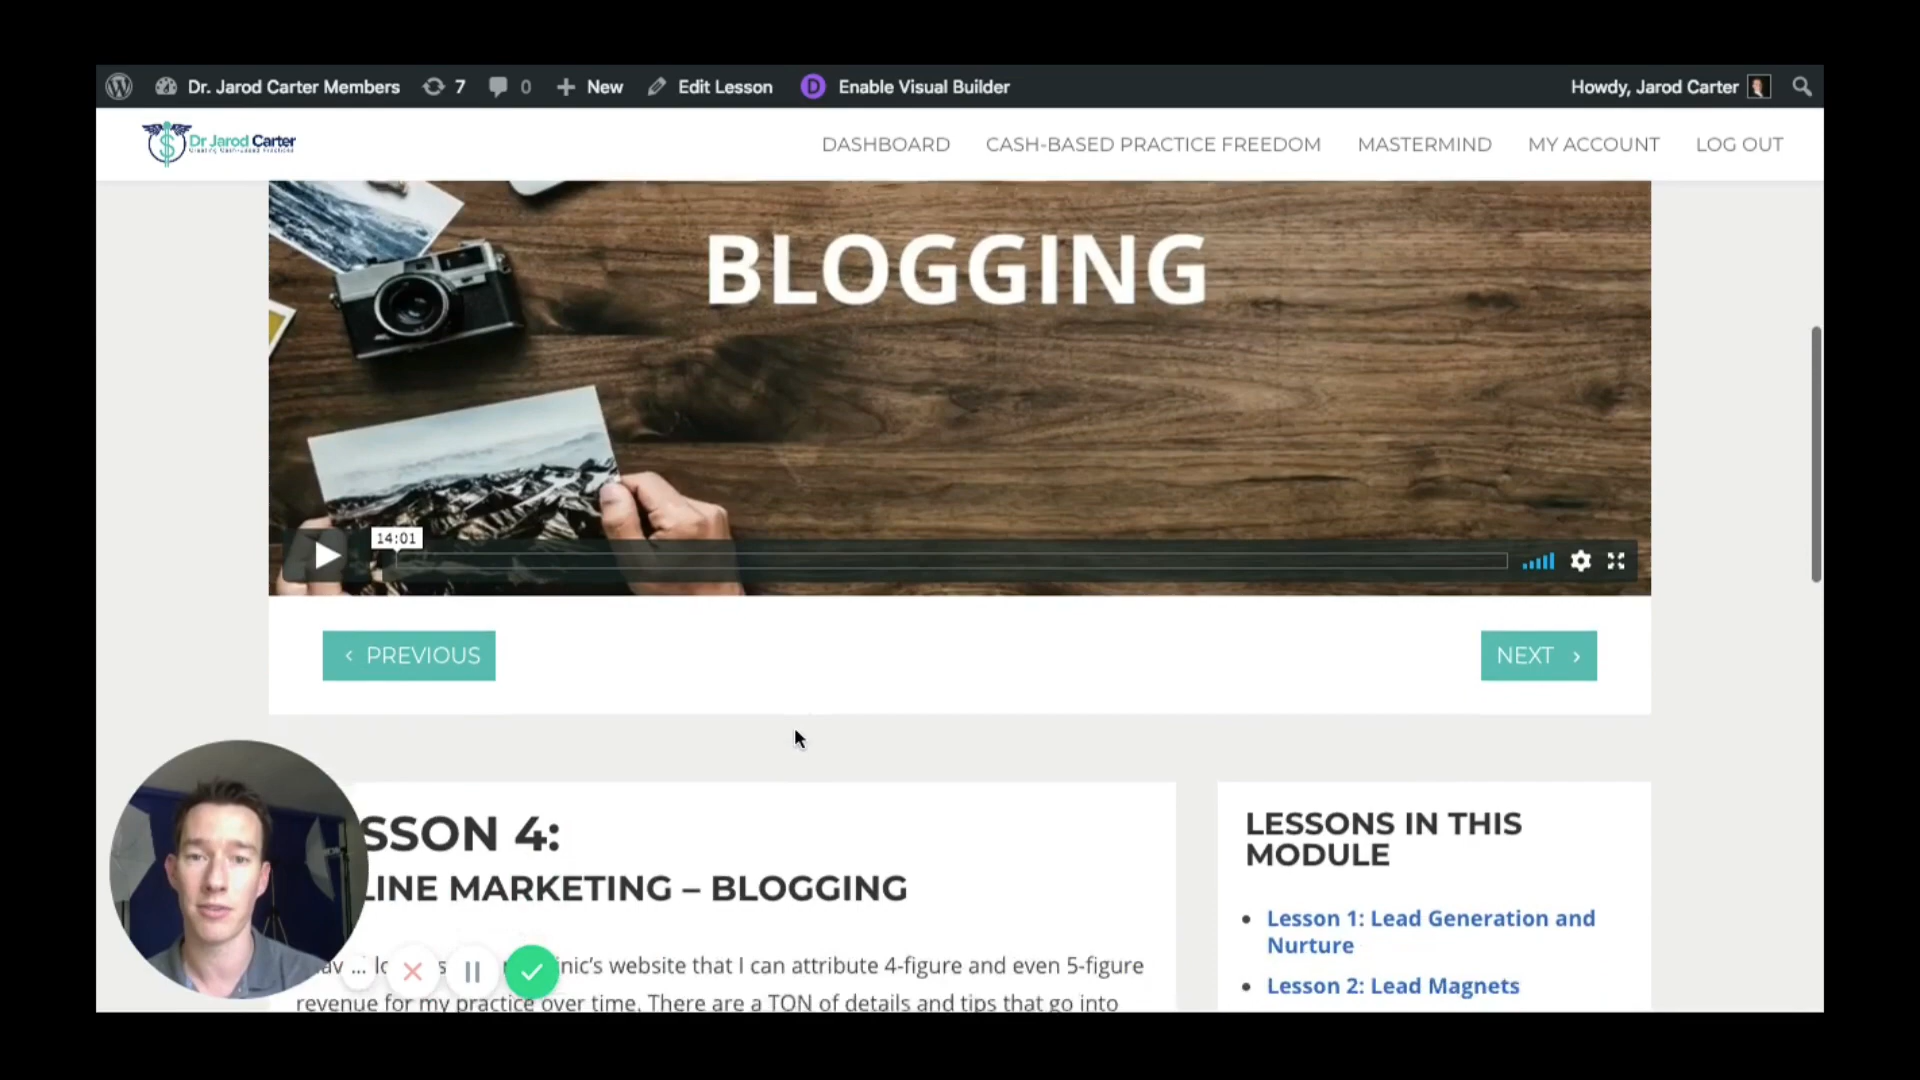 Dr. Jarod Carter Members 7 0 New Edit Lesson Enable Visual Builder Howdy, Jarod Carter
Dr Jarod Carter
DASHBOARD CASH-BASED PRACTICE FREEDOM MASTERMIND MY ACCOUNT LOG OUT
BLOGGING
14:01
PREVIOUS NEXT
SSON 4:
LINE MARKETING – BLOGGING
inic’s website that I can attribute 4-figure and even 5-figure
revenue for my practice over time. There are a TON of details and tips that go into
LESSONS IN THIS
MODULE
Lesson 1: Lead Generation and
Nurture
Lesson 2: Lead Magnets